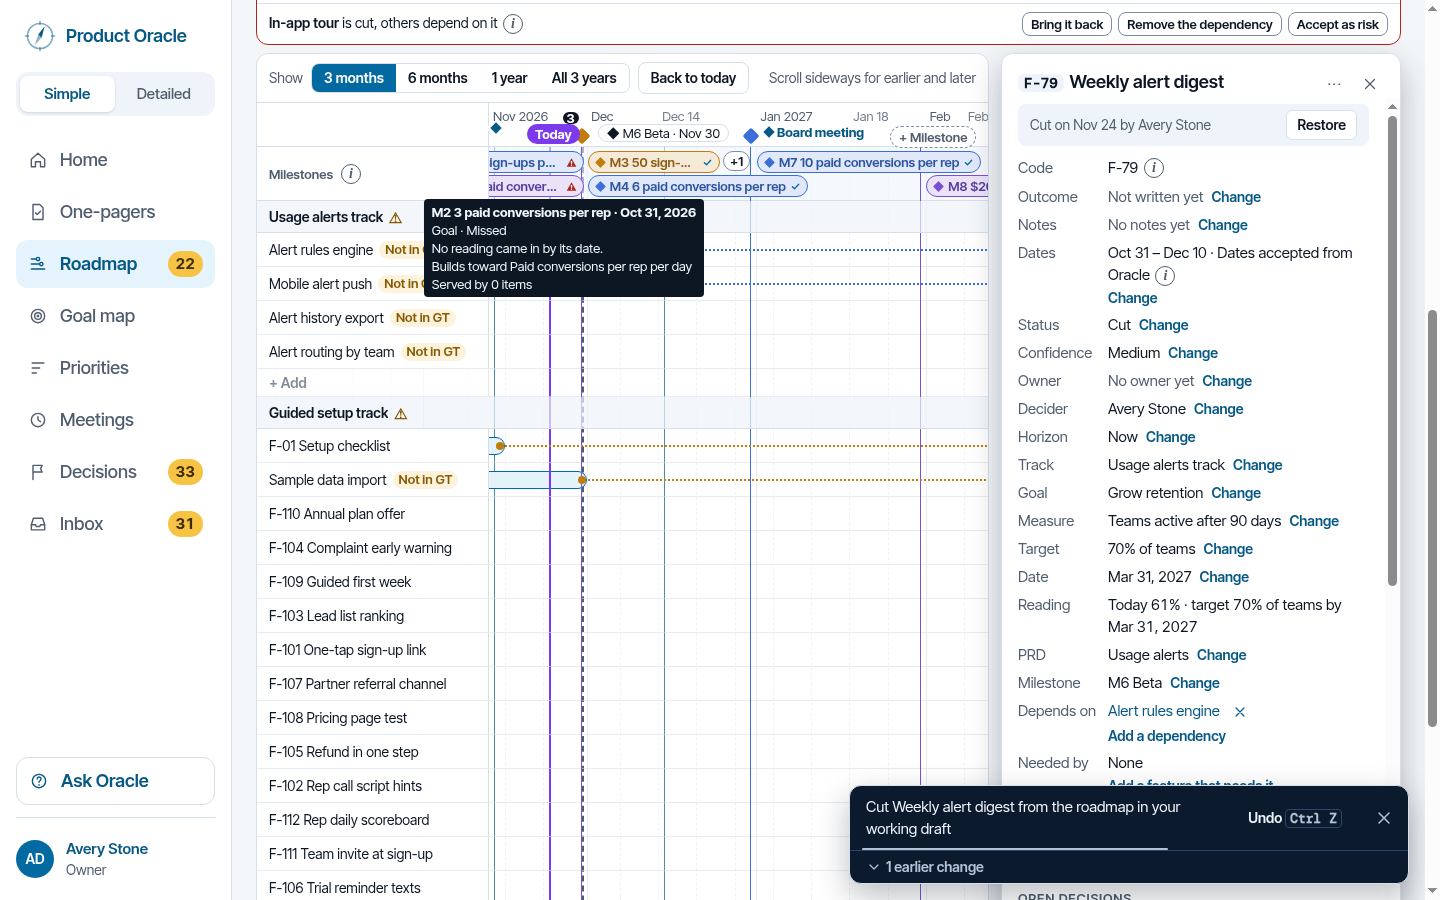 Product Oracle
Simple
Detailed
Home
One-pagers
Roadmap
22
Goal map
Priorities
Meetings
Decisions
33
Inbox
31
Ask Oracle
AD
Avery Stone
Owner
In-app tour is cut, others depend on it
Bring it back
Remove the dependency
Accept as risk
Show
3 months
6 months
1 year
All 3 years
Back to today
Scroll sideways for earlier and later
Nov 2026
3
Dec
Dec 14
Jan 2027
Jan 18
Feb
Feb
Today
M6 Beta · Nov 30
Board meeting
+ Milestone
Milestones
ign-ups p...
M3 50 sign-...
+1
M7 10 paid conversions per rep
aid conver...
M4 6 paid conversions per rep
M8 $20
Usage alerts track
M2 3 paid conversions per rep · Oct 31, 2026
Goal · Missed
No reading came in by its date.
Builds toward Paid conversions per rep per day
Served by 0 items
Alert rules engine
Not in
Mobile alert push
Not in
Alert history export
Not in GT
Alert routing by team
Not in GT
+ Add
Guided setup track
F-01 Setup checklist
Sample data import
Not in GT
F-110 Annual plan offer
F-104 Complaint early warning
F-109 Guided first week
F-103 Lead list ranking
F-101 One-tap sign-up link
F-107 Partner referral channel
F-108 Pricing page test
F-105 Refund in one step
F-102 Rep call script hints
F-112 Rep daily scoreboard
F-111 Team invite at sign-up
F-106 Trial reminder texts
F-79 Weekly alert digest
Cut on Nov 24 by Avery Stone
Restore
Code
F-79
Outcome
Not written yet Change
Notes
No notes yet Change
Dates
Oct 31 – Dec 10 · Dates accepted from
Oracle
Change
Status
Cut Change
Confidence
Medium Change
Owner
No owner yet Change
Decider
Avery Stone Change
Horizon
Now Change
Track
Usage alerts track Change
Goal
Grow retention Change
Measure
Teams active after 90 days Change
Target
70% of teams Change
Date
Mar 31, 2027 Change
Reading
Today 61% · target 70% of teams by
Mar 31, 2027
PRD
Usage alerts Change
Milestone
M6 Beta Change
Depends on
Alert rules engine
Add a dependency
Needed by
None
Add a feature that needs it
Cut Weekly alert digest from the roadmap in your
working draft
Undo Ctrl Z
1 earlier change
OPEN DECISIONS